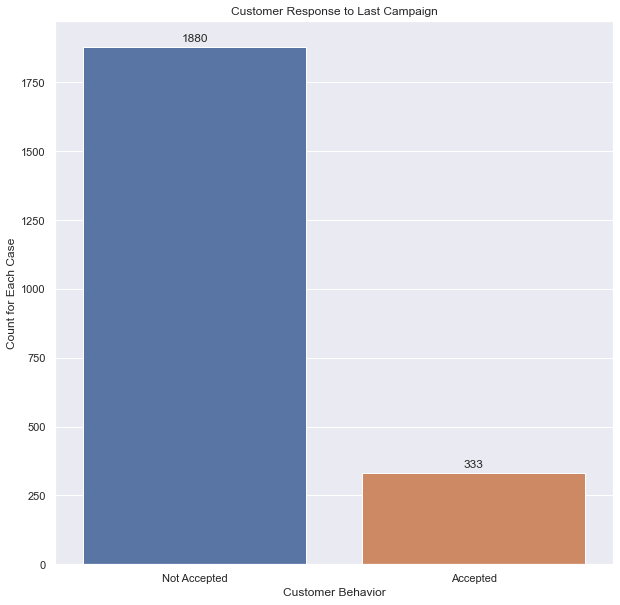 Customer Response to Last Campaign
1880
333
1750
1500
1250
1000
750
500
250
0
Count for Each Case
Not Accepted
Accepted
Customer Behavior